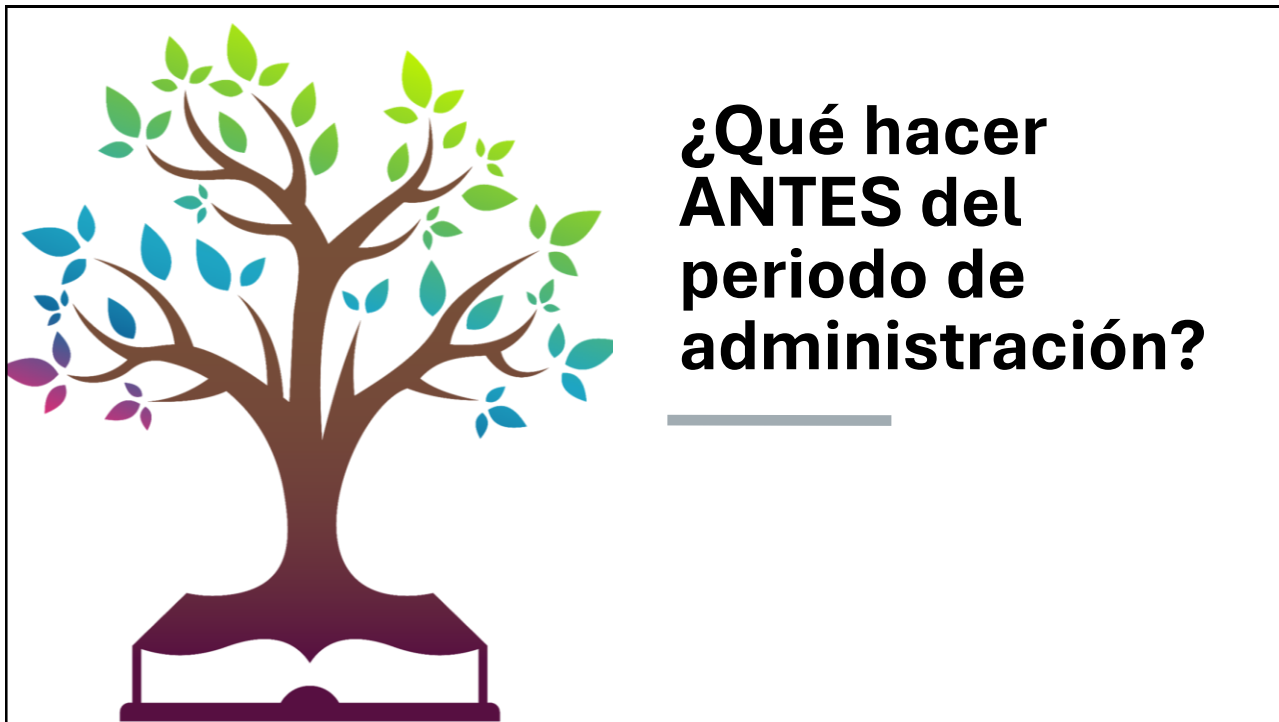 ¿Qué hacer
ANTES del
periodo de
administración?